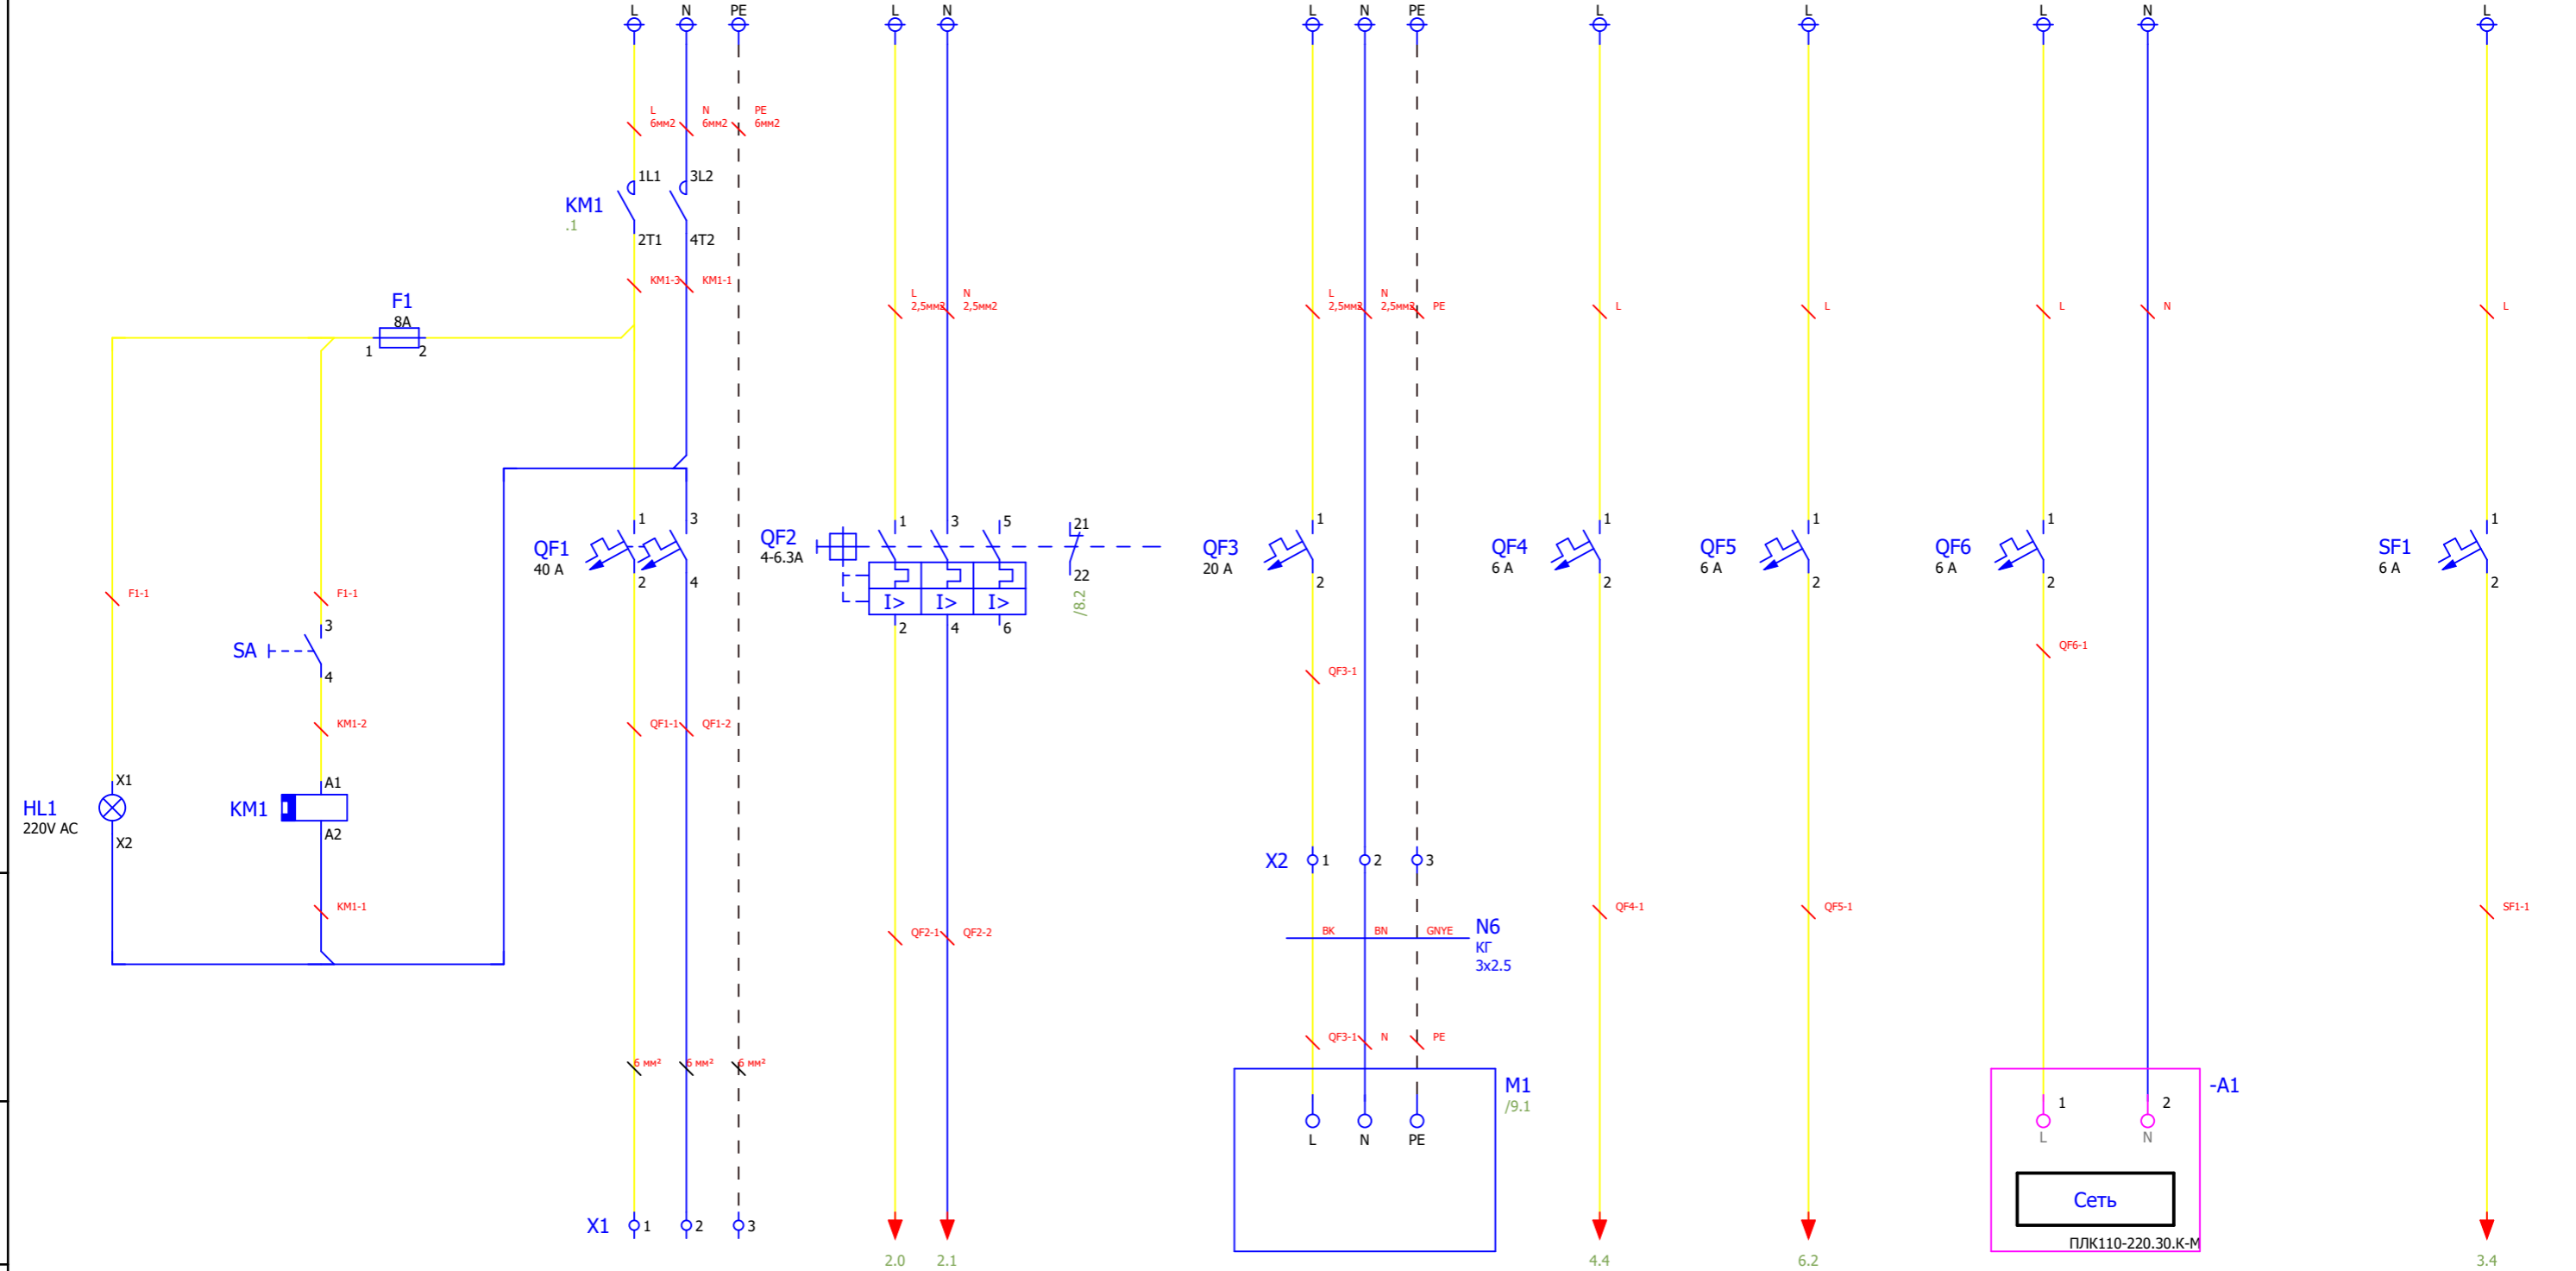 L N PE L N L N PE L L L N L
L N PE
6мм2 6мм2 6мм2
1L1 3L2
KM1
.1
2T1 4T2
KM1-3 KM1-1
L N L N L L L N L
2,5мм2 2,5мм2 2,5мм2 2,5мм2 PE
F1
8A
1 2
1 3 1 3 5 21 1 1 1 1 1
QF1
40 A
2 4
QF2
4-6.3A
22
I> I> I>
2 4 6
/8.2
QF3
20 A
2
QF4
6 A
2
QF5
6 A
2
QF6
6 A
2
SF1
6 A
2
F1-1 F1-1
3
SA
4
QF6-1
QF3-1
KM1-2 QF1-1 QF1-2
X1 A1
HL1
220V AC
X2
KM1
A2
X2 1 2 3
KM1-1 QF4-1 QF5-1 SF1-1
QF2-1 QF2-2
BK BN GNYE
N6
КГ
3x2.5
QF3-1 N PE
6 мм² 6 мм² 6 мм²
M1
/9.1
L N PE
-A1
1 2
L N
Сеть
ПЛК110-220.30.К-М
X1 1 2 3
2.0 2.1 4.4 6.2 3.4